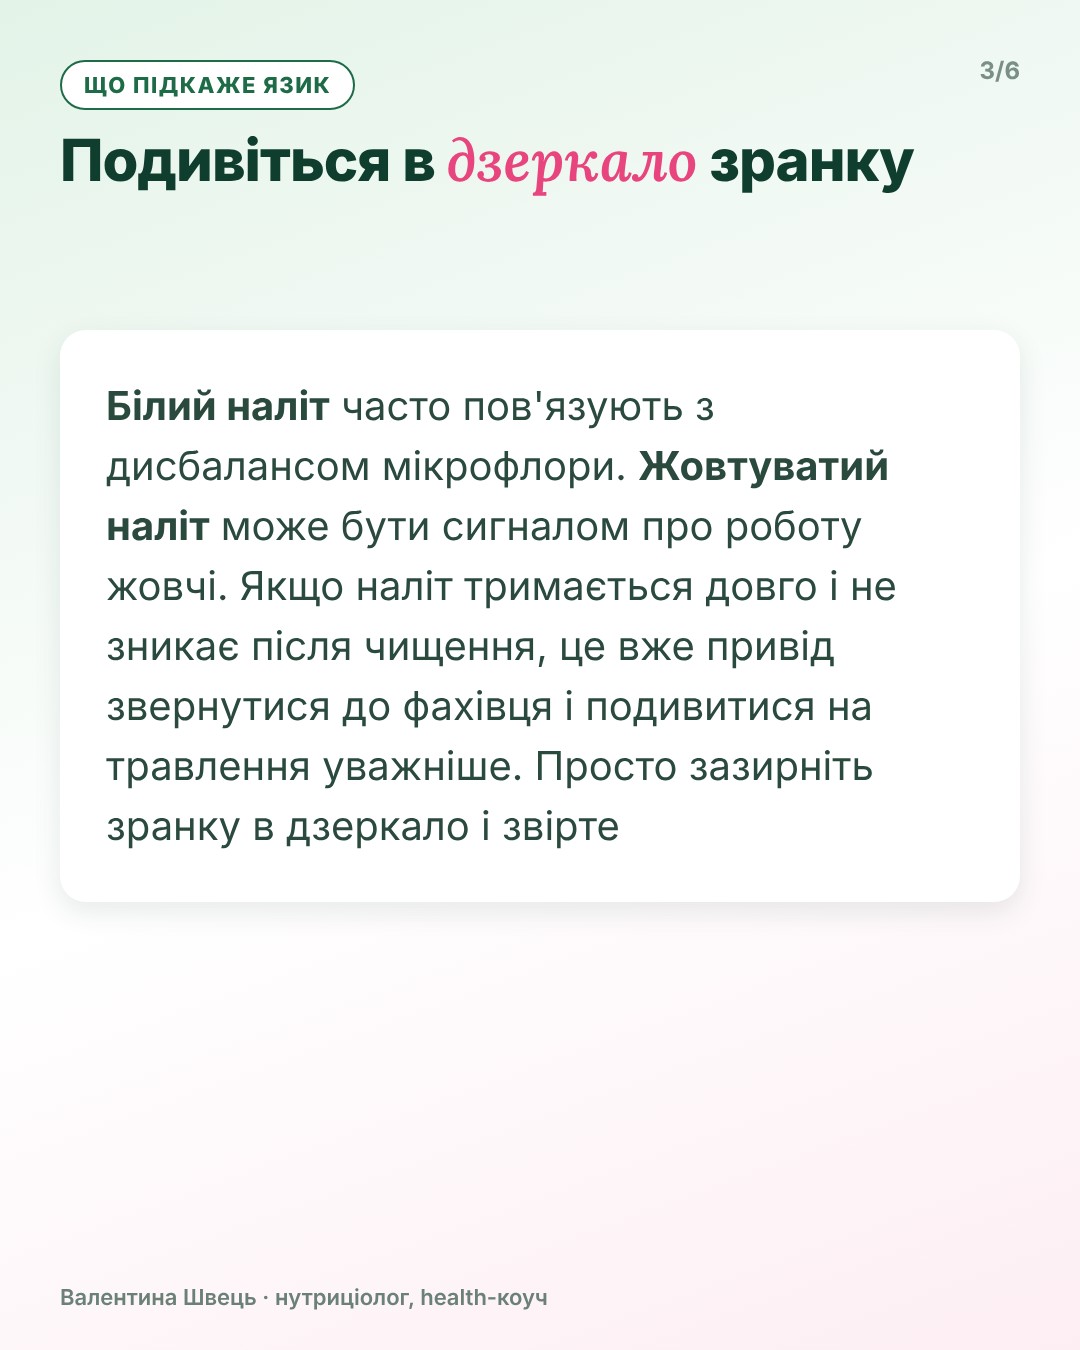 ЩО ПІДКАЖЕ ЯЗИК
3/6
Подивіться в дзеркало зранку
Білий наліт часто пов'язують з
дисбалансом мікрофлори. Жовтуватий
наліт може бути сигналом про роботу
жовчі. Якщо наліт тримається довго і не
зникає після чищення, це вже привід
звернутися до фахівця і подивитися на
травлення уважніше. Просто зазирніть
зранку в дзеркало і звірте
Валентина Швець · нутриціолог, health-коуч